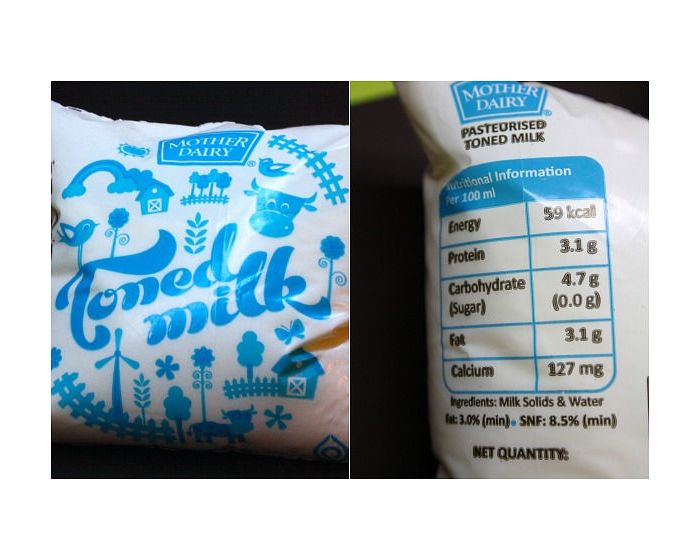 MOTHER
DAIRY
®
Toned
milk
MOTHER
DAIRY
®
PASTEURISED
TONED MILK
Nutritional Information
Per 100 ml
Energy 59 kcal
Protein 3.1 g
Carbohydrate 4.7 g
(Sugar) (0.0 g)
Fat 3.1 g
Calcium 127 mg
Ingredients: Milk Solids & Water
Fat: 3.0% (min) • SNF: 8.5% (min)
NET QUANTITY: